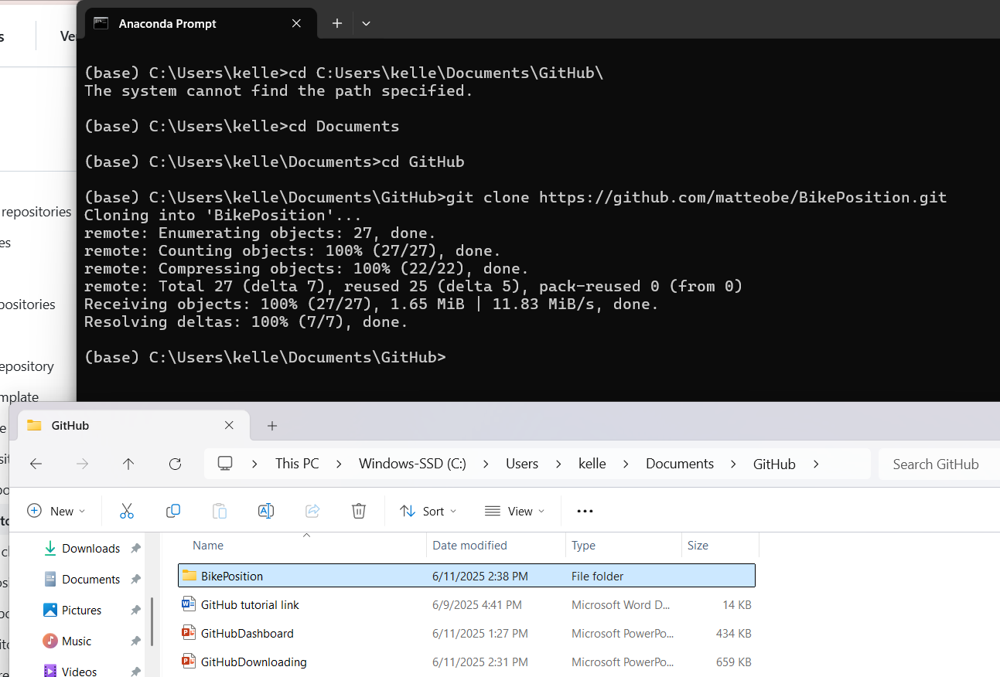 Anaconda Prompt
s
Ve
(base) C:\Users\kelle>cd C:Users\kelle\Documents\GitHub\
The system cannot find the path specified.
(base) C:\Users\kelle>cd Documents
(base) C:\Users\kelle\Documents>cd GitHub
(base) C:\Users\kelle\Documents\GitHub>git clone https://github.com/matteobe/BikePosition.git
Cloning into 'BikePosition'...
remote: Enumerating objects: 27, done.
remote: Counting objects: 100% (27/27), done.
remote: Compressing objects: 100% (22/22), done.
remote: Total 27 (delta 7), reused 25 (delta 5), pack-reused 0 (from 0)
Receiving objects: 100% (27/27), 1.65 MiB | 11.83 MiB/s, done.
Resolving deltas: 100% (7/7), done.
(base) C:\Users\kelle\Documents\GitHub>
repositories
es
positories
epository
mplate
GitHub
This PC > Windows-SSD (C:) > Users > kelle > Documents > GitHub >
Search GitHub
New
Sort
View
Name Date modified Type Size
Downloads
Documents
Pictures
Music
Videos
BikePosition 6/11/2025 2:38 PM File folder
GitHub tutorial link 6/9/2025 4:41 PM Microsoft Word D... 14 KB
GitHubDashboard 6/11/2025 1:27 PM Microsoft PowerPo... 434 KB
GitHubDownloading 6/11/2025 2:31 PM Microsoft PowerPo... 659 KB